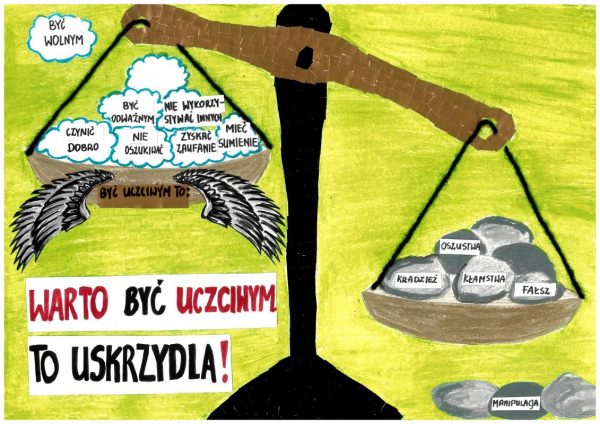 BYĆ
WOLNYM
BYĆ
ODWAŻNYM
NIE WYKORZY-
STYWAĆ INNYCH
CZYNIĆ
DOBRO
NIE
OSZUKIWAĆ
ZYSKAĆ
ZAUFANIE
MIEĆ
SUMIENIE
BYĆ UCZCIWYM TO:
OSZUSTWA
KRADZIEŻ
KŁAMSTWA
FAŁSZ
WARTO BYĆ UCZCIWYM
TO USKRZYDLA!
MANIPULACJA